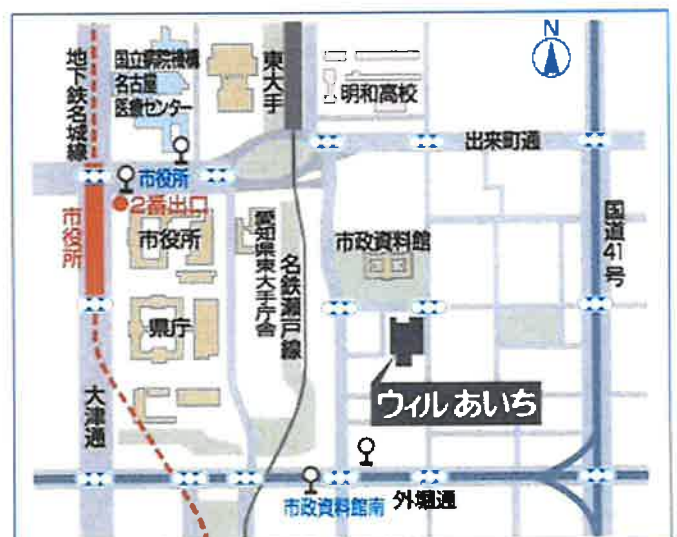 N
地下鉄名城線
国立病院機構
名古屋
医療センター
東大手
明和高校
出来町通
市役所
2番出口
市役所
市役所
愛知県東大手庁舎
名鉄瀬戸線
市政資料館
国道41号
県庁
大津通
ウィルあいち
市政資料館南
外堀通